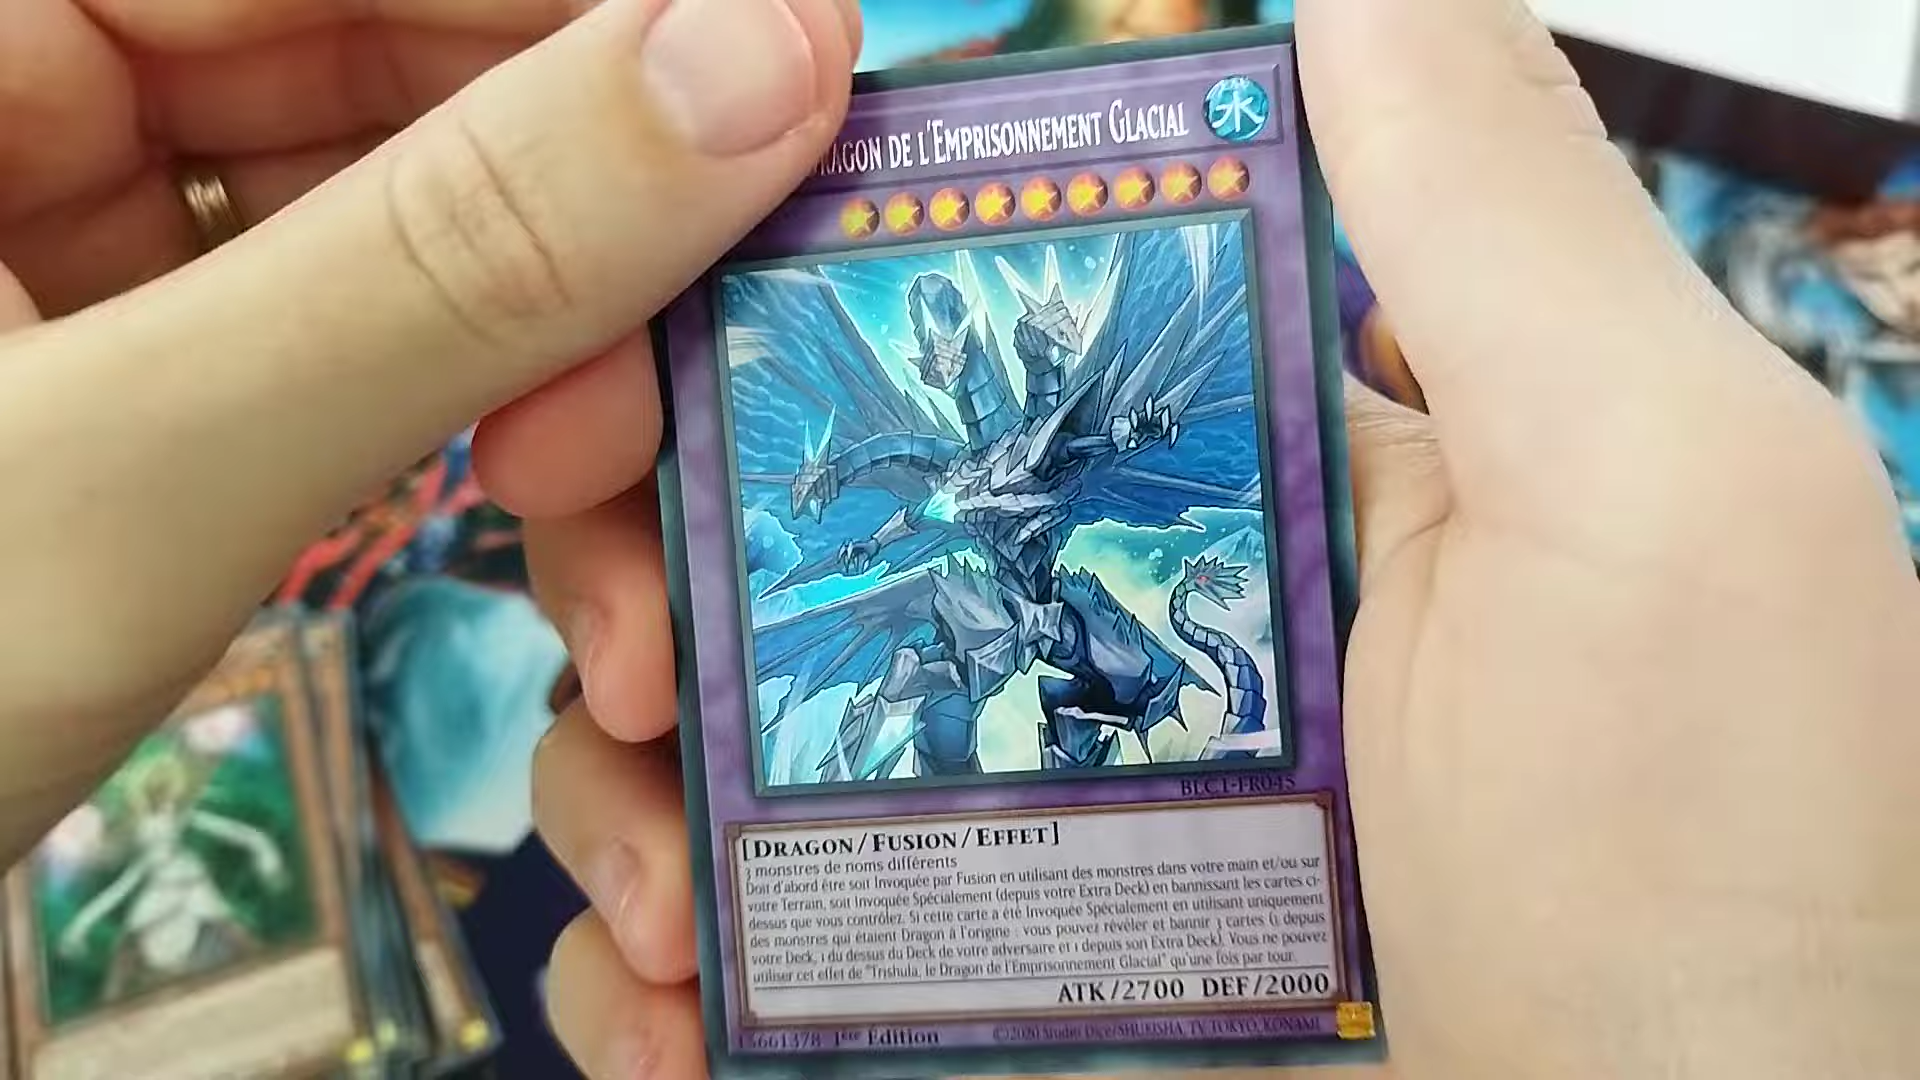 DRAGON DE L'EMPRISONNEMENT GLACIAL
水
BLC1-FR045
[DRAGON/FUSION/EFFET]
3 monstres de noms différents
Doit d'abord être soit Invoquée par Fusion en utilisant des monstres dans votre main et/ou sur
votre Terrain, soit Invoquée Spécialement (depuis votre Extra Deck) en bannissant les cartes ci-
dessus que vous contrôlez. Si cette carte a été Invoquée Spécialement en utilisant uniquement
des monstres qui étaient Dragon à l'origine : vous pouvez révéler et bannir 3 cartes (1 depuis
votre Deck, 1 du dessus du Deck de votre adversaire et 1 depuis son Extra Deck). Vous ne pouvez
utiliser cet effet de "Trishula, le Dragon de l'Emprisonnement Glacial" qu'une fois par tour.
ATK/2700 DEF/2000
15661378 1ère Édition
©2020 Studio Dice/SHUEISHA, TV TOKYO, KONAMI